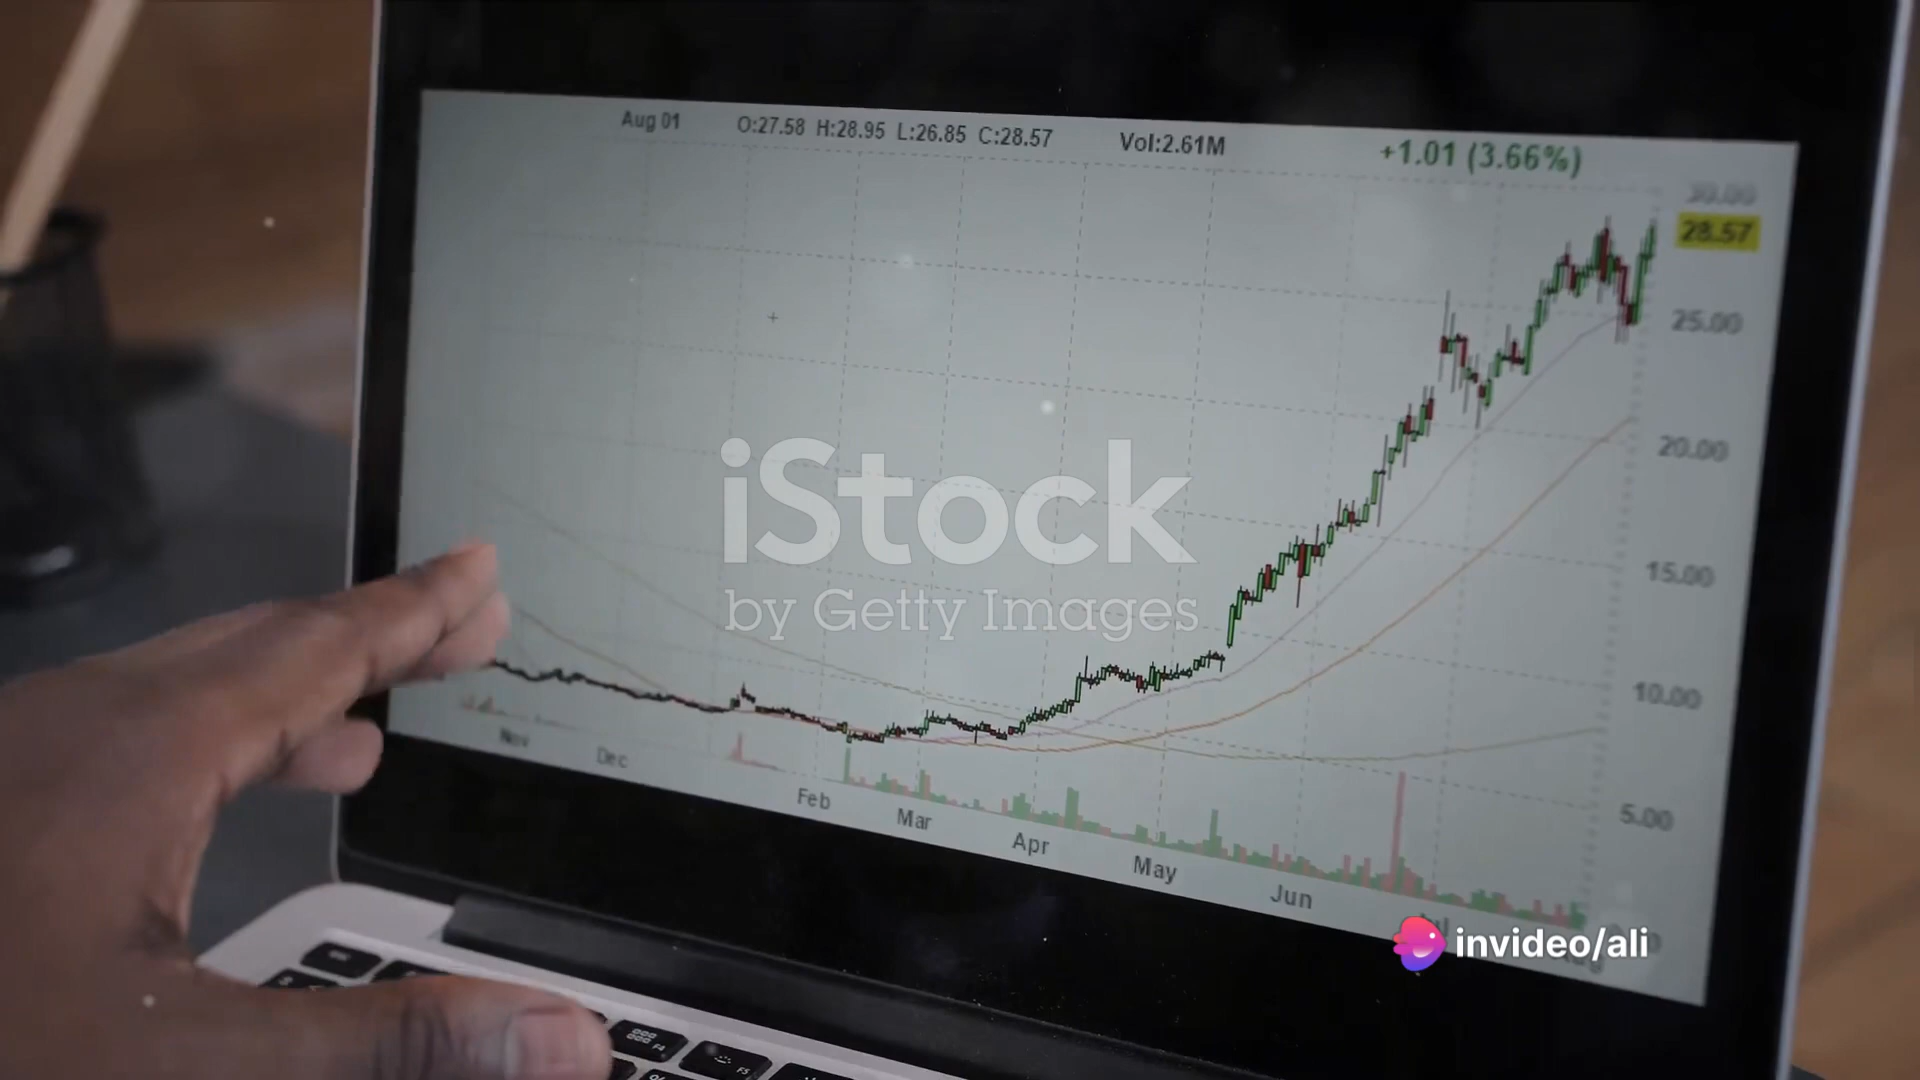 Aug 01 O:27.58 H:28.95 L:26.85 C:28.57 Vol:2.61M +1.01 (3.66%)
30.00
28.57
25.00
20.00
iStock
by Getty Images
15.00
10.00
5.00
Nov Dec Feb Mar Apr May Jun
invideo/ali
F4
F5